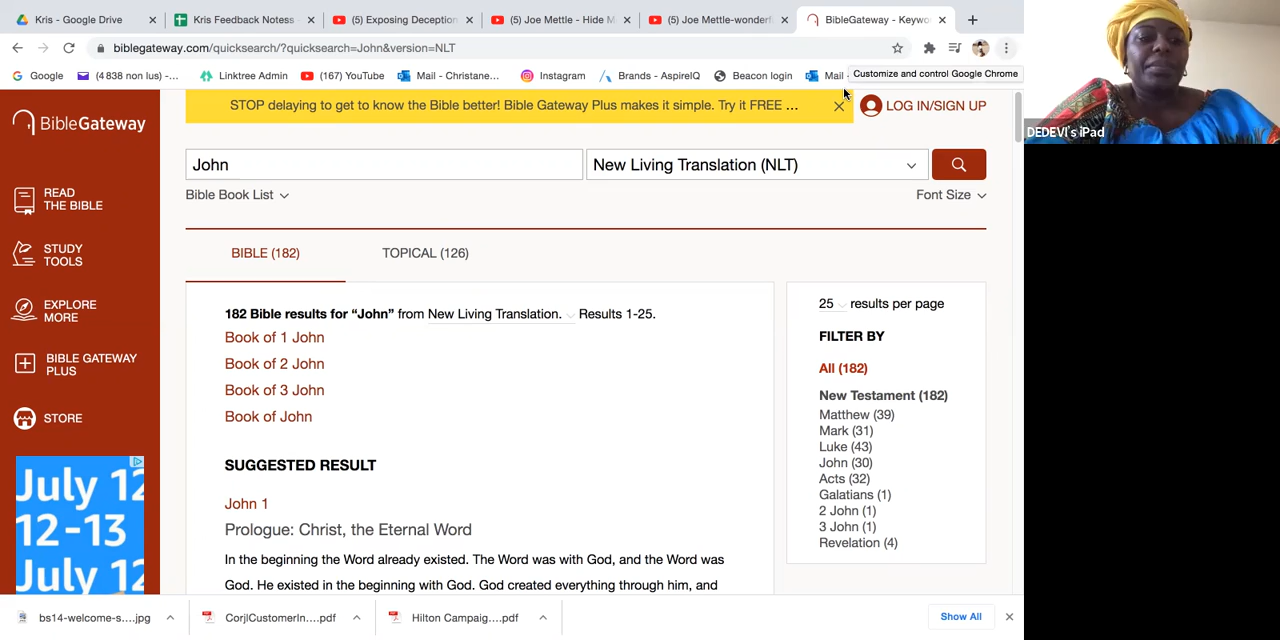 Kris - Google Drive
Kris Feedback Notess -
(5) Exposing Deception
(5) Joe Mettle - Hide M
(5) Joe Mettle-wonderf
BibleGateway - Keywo
biblegateway.com/quicksearch/?quicksearch=John&version=NLT
Google
(4 838 non lus) -...
Linktree Admin
(167) YouTube
Mail - Christane...
Instagram
Brands - AspireIQ
Beacon login
Mail
Customize and control Google Chrome
DEDEVI's iPad
BibleGateway
STOP delaying to get to know the Bible better! Bible Gateway Plus makes it simple. Try it FREE ...
LOG IN/SIGN UP
John
New Living Translation (NLT)
Bible Book List
Font Size
READ
THE BIBLE
STUDY
TOOLS
EXPLORE
MORE
BIBLE GATEWAY
PLUS
STORE
July 12
12-13
July 12
BIBLE (182)
TOPICAL (126)
182 Bible results for “John” from New Living Translation. Results 1-25.
Book of 1 John
Book of 2 John
Book of 3 John
Book of John
SUGGESTED RESULT
John 1
Prologue: Christ, the Eternal Word
In the beginning the Word already existed. The Word was with God, and the Word was
God. He existed in the beginning with God. God created everything through him, and
25 results per page
FILTER BY
All (182)
New Testament (182)
Matthew (39)
Mark (31)
Luke (43)
John (30)
Acts (32)
Galatians (1)
2 John (1)
3 John (1)
Revelation (4)
bs14-welcome-s....jpg
CorjlCustomerIn....pdf
Hilton Campaig....pdf
Show All